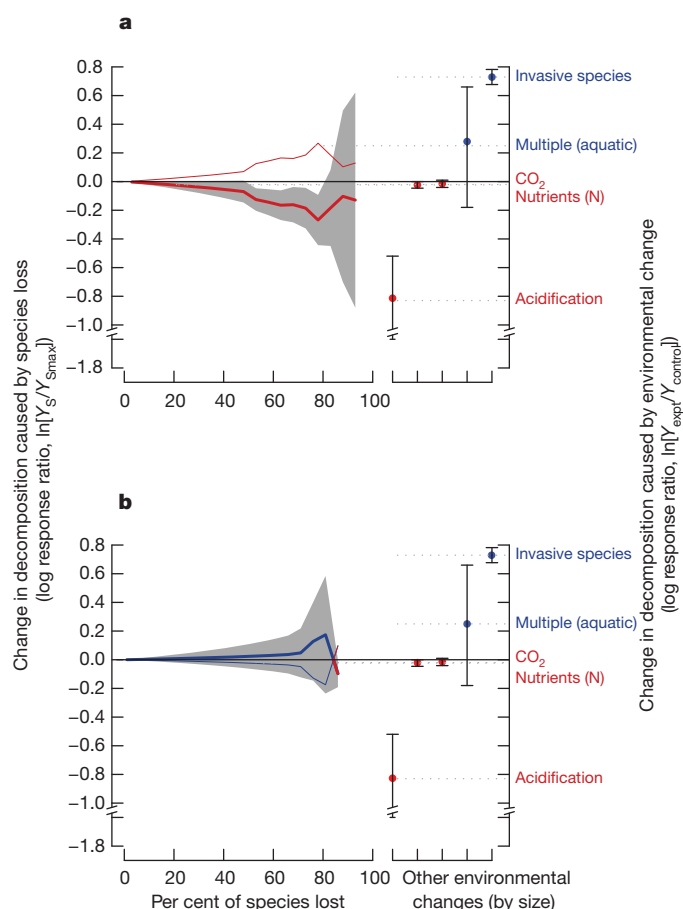 a
0.8
0.6
0.4
0.2
0.0
−0.2
−0.4
−0.6
−0.8
−1.0
−1.8
0 20 40 60 80 100
Invasive species
Multiple (aquatic)
CO2
Nutrients (N)
Acidification
b
0.8
0.6
0.4
0.2
0.0
−0.2
−0.4
−0.6
−0.8
−1.0
−1.8
0 20 40 60 80 100
Invasive species
Multiple (aquatic)
CO2
Nutrients (N)
Acidification
Per cent of species lost
Other environmental
changes (by size)
Change in decomposition caused by species loss
(log response ratio, ln[YS/YSmax])
Change in decomposition caused by environmental change
(log response ratio, ln[Yexpt/Ycontrol])